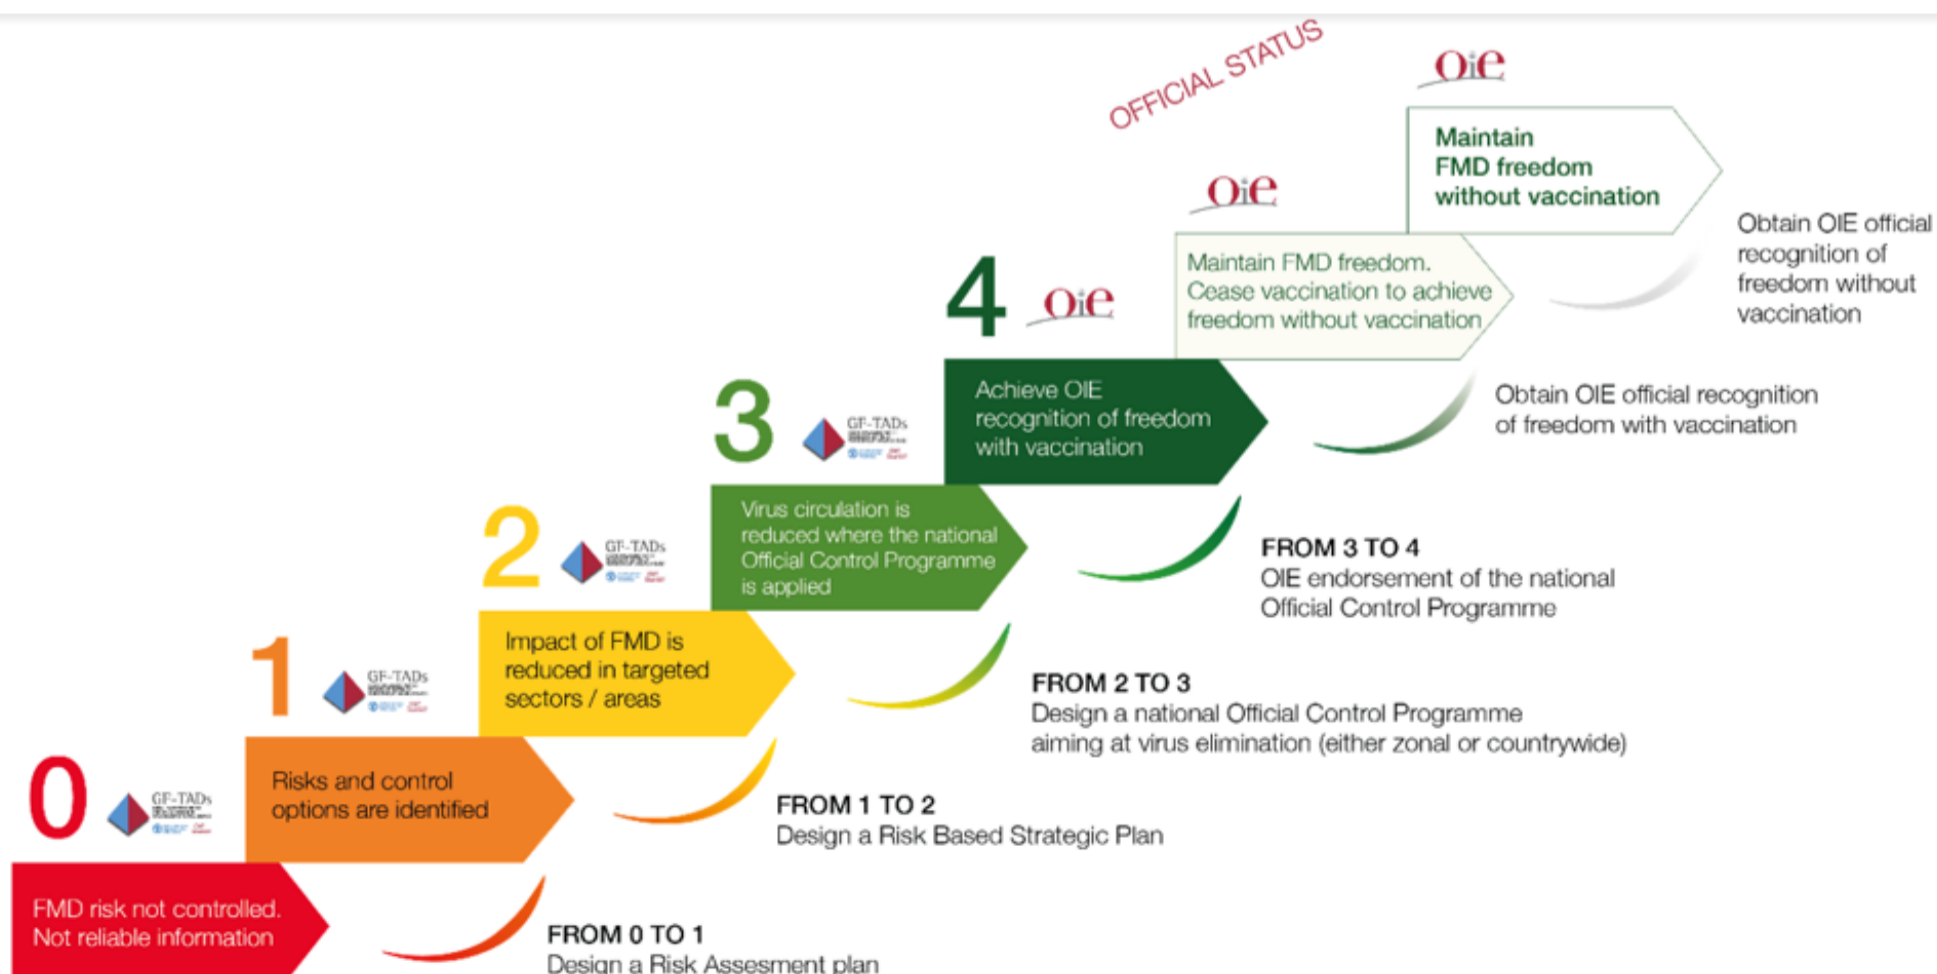 OFFICIAL STATUS
oie
Maintain
FMD freedom
without vaccination
Obtain OIE official
recognition of
freedom without
vaccination
oie
Maintain FMD freedom.
Cease vaccination to achieve
freedom without vaccination
Obtain OIE official recognition
of freedom with vaccination
4
oie
Achieve OIE
recognition of freedom
with vaccination
FROM 3 TO 4
OIE endorsement of the national
Official Control Programme
3
GF-TADs
Virus circulation is
reduced where the national
Official Control Programme
is applied
FROM 2 TO 3
Design a national Official Control Programme
aiming at virus elimination (either zonal or countrywide)
2
GF-TADs
Impact of FMD is
reduced in targeted
sectors / areas
FROM 1 TO 2
Design a Risk Based Strategic Plan
1
GF-TADs
Risks and control
options are identified
FROM 0 TO 1
Design a Risk Assesment plan
0
GF-TADs
FMD risk not controlled.
Not reliable information